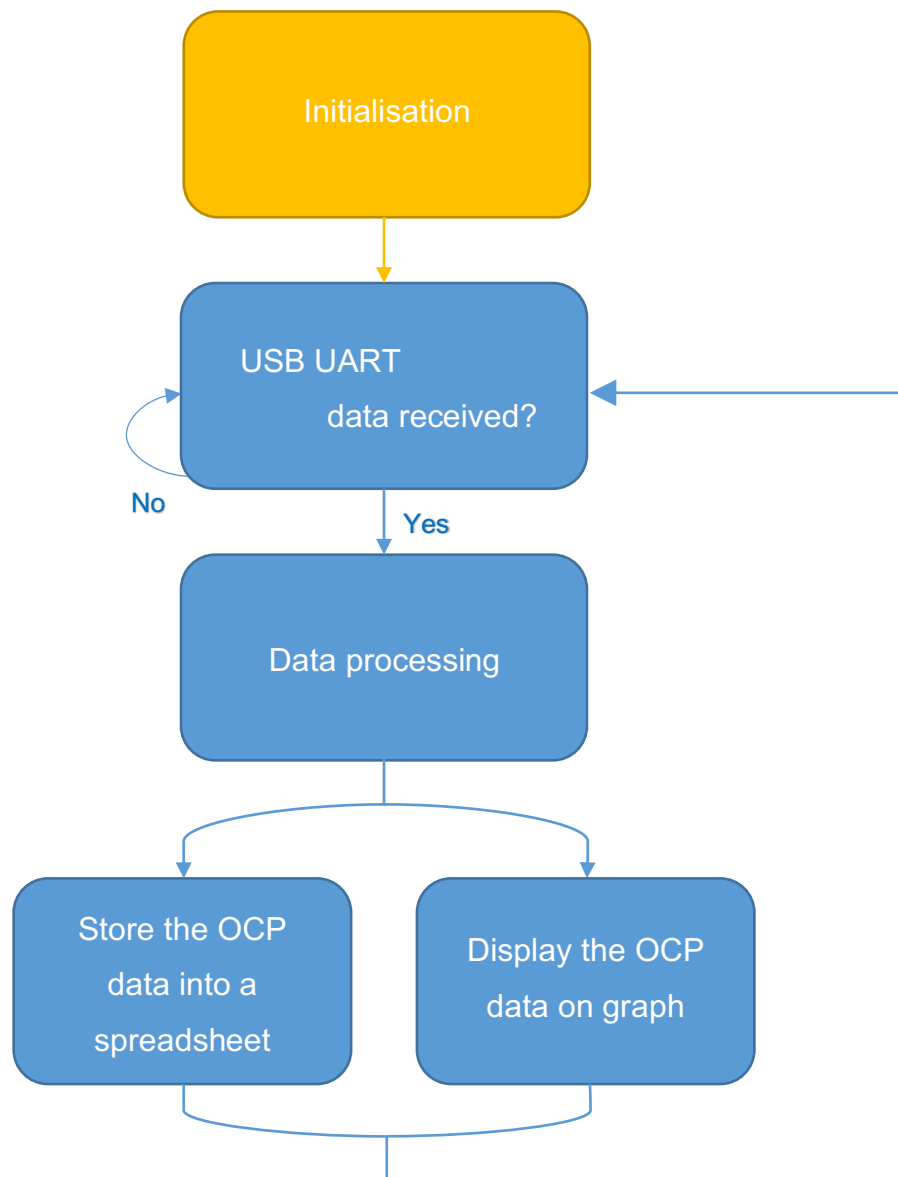 Initialisation
USB UART
data received?
No
Yes
Data processing
Store the OCP
data into a
spreadsheet
Display the OCP
data on graph